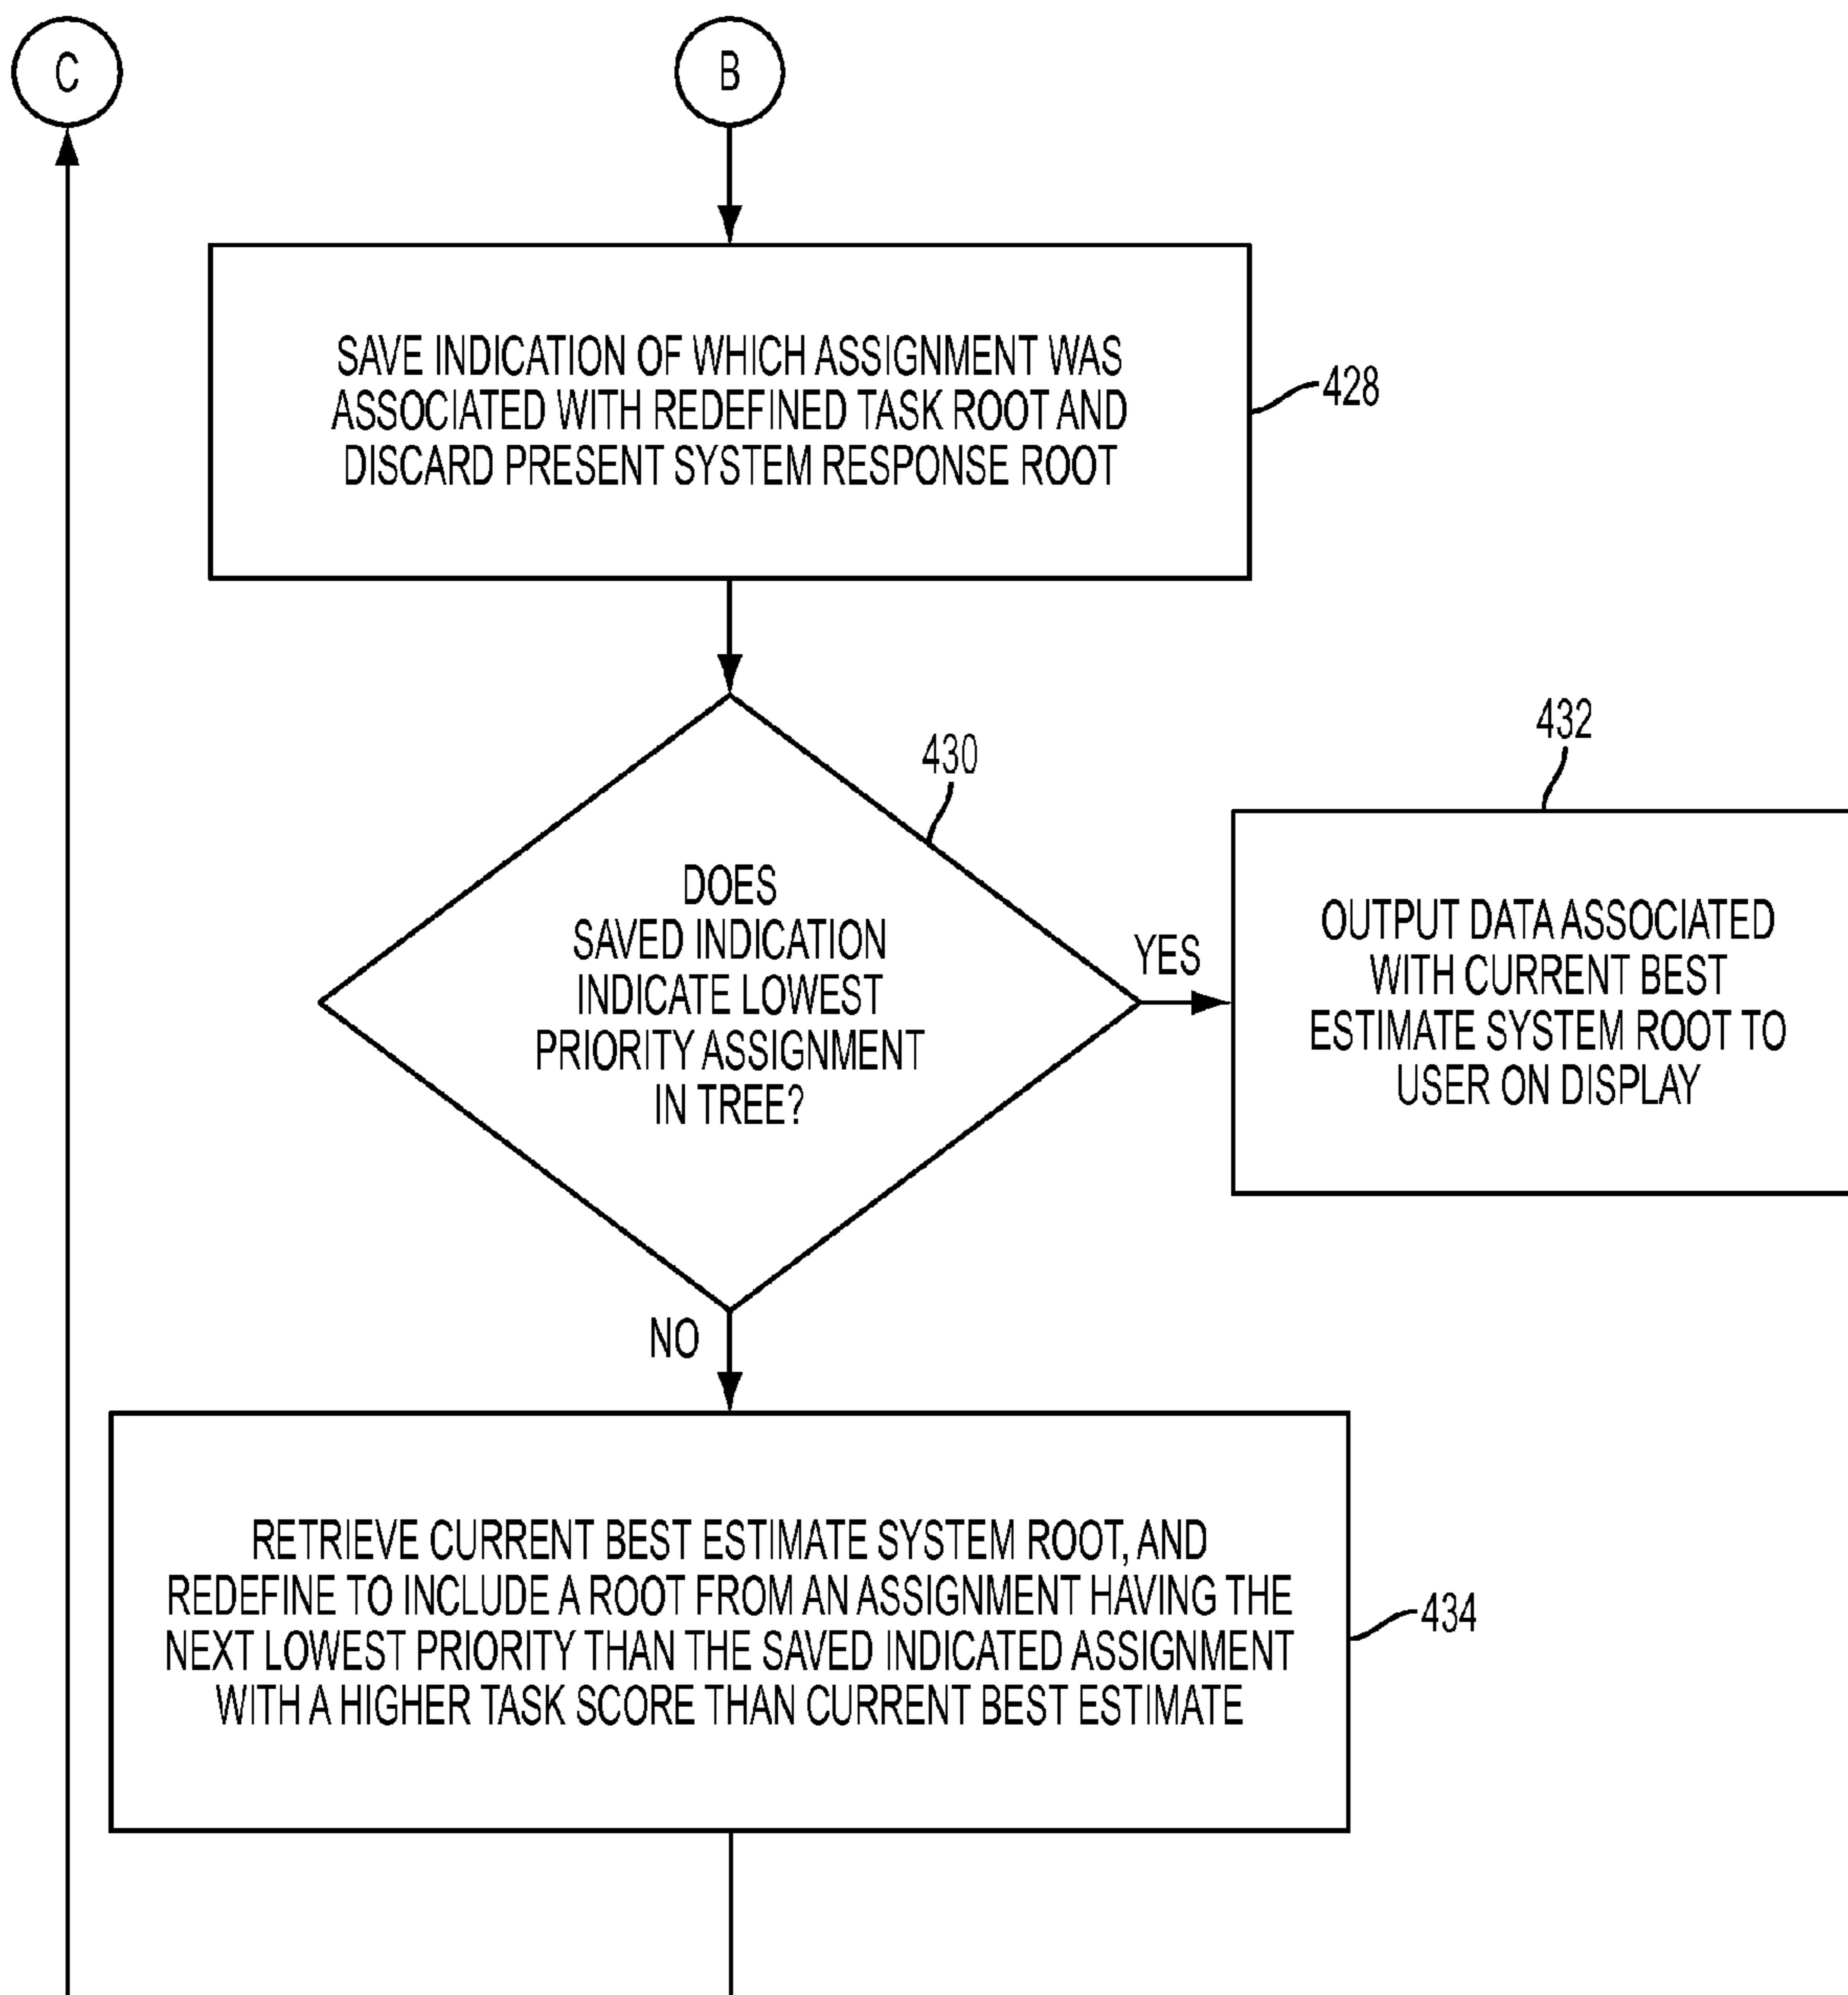 C
B
SAVE INDICATION OF WHICH ASSIGNMENT WAS
ASSOCIATED WITH REDEFINED TASK ROOT AND
DISCARD PRESENT SYSTEM RESPONSE ROOT
428
430
DOES
SAVED INDICATION
INDICATE LOWEST
PRIORITY ASSIGNMENT
IN TREE?
YES
432
OUTPUT DATA ASSOCIATED
WITH CURRENT BEST
ESTIMATE SYSTEM ROOT TO
USER ON DISPLAY
NO
RETRIEVE CURRENT BEST ESTIMATE SYSTEM ROOT, AND
REDEFINE TO INCLUDE A ROOT FROM AN ASSIGNMENT HAVING THE
NEXT LOWEST PRIORITY THAN THE SAVED INDICATED ASSIGNMENT
WITH A HIGHER TASK SCORE THAN CURRENT BEST ESTIMATE
434